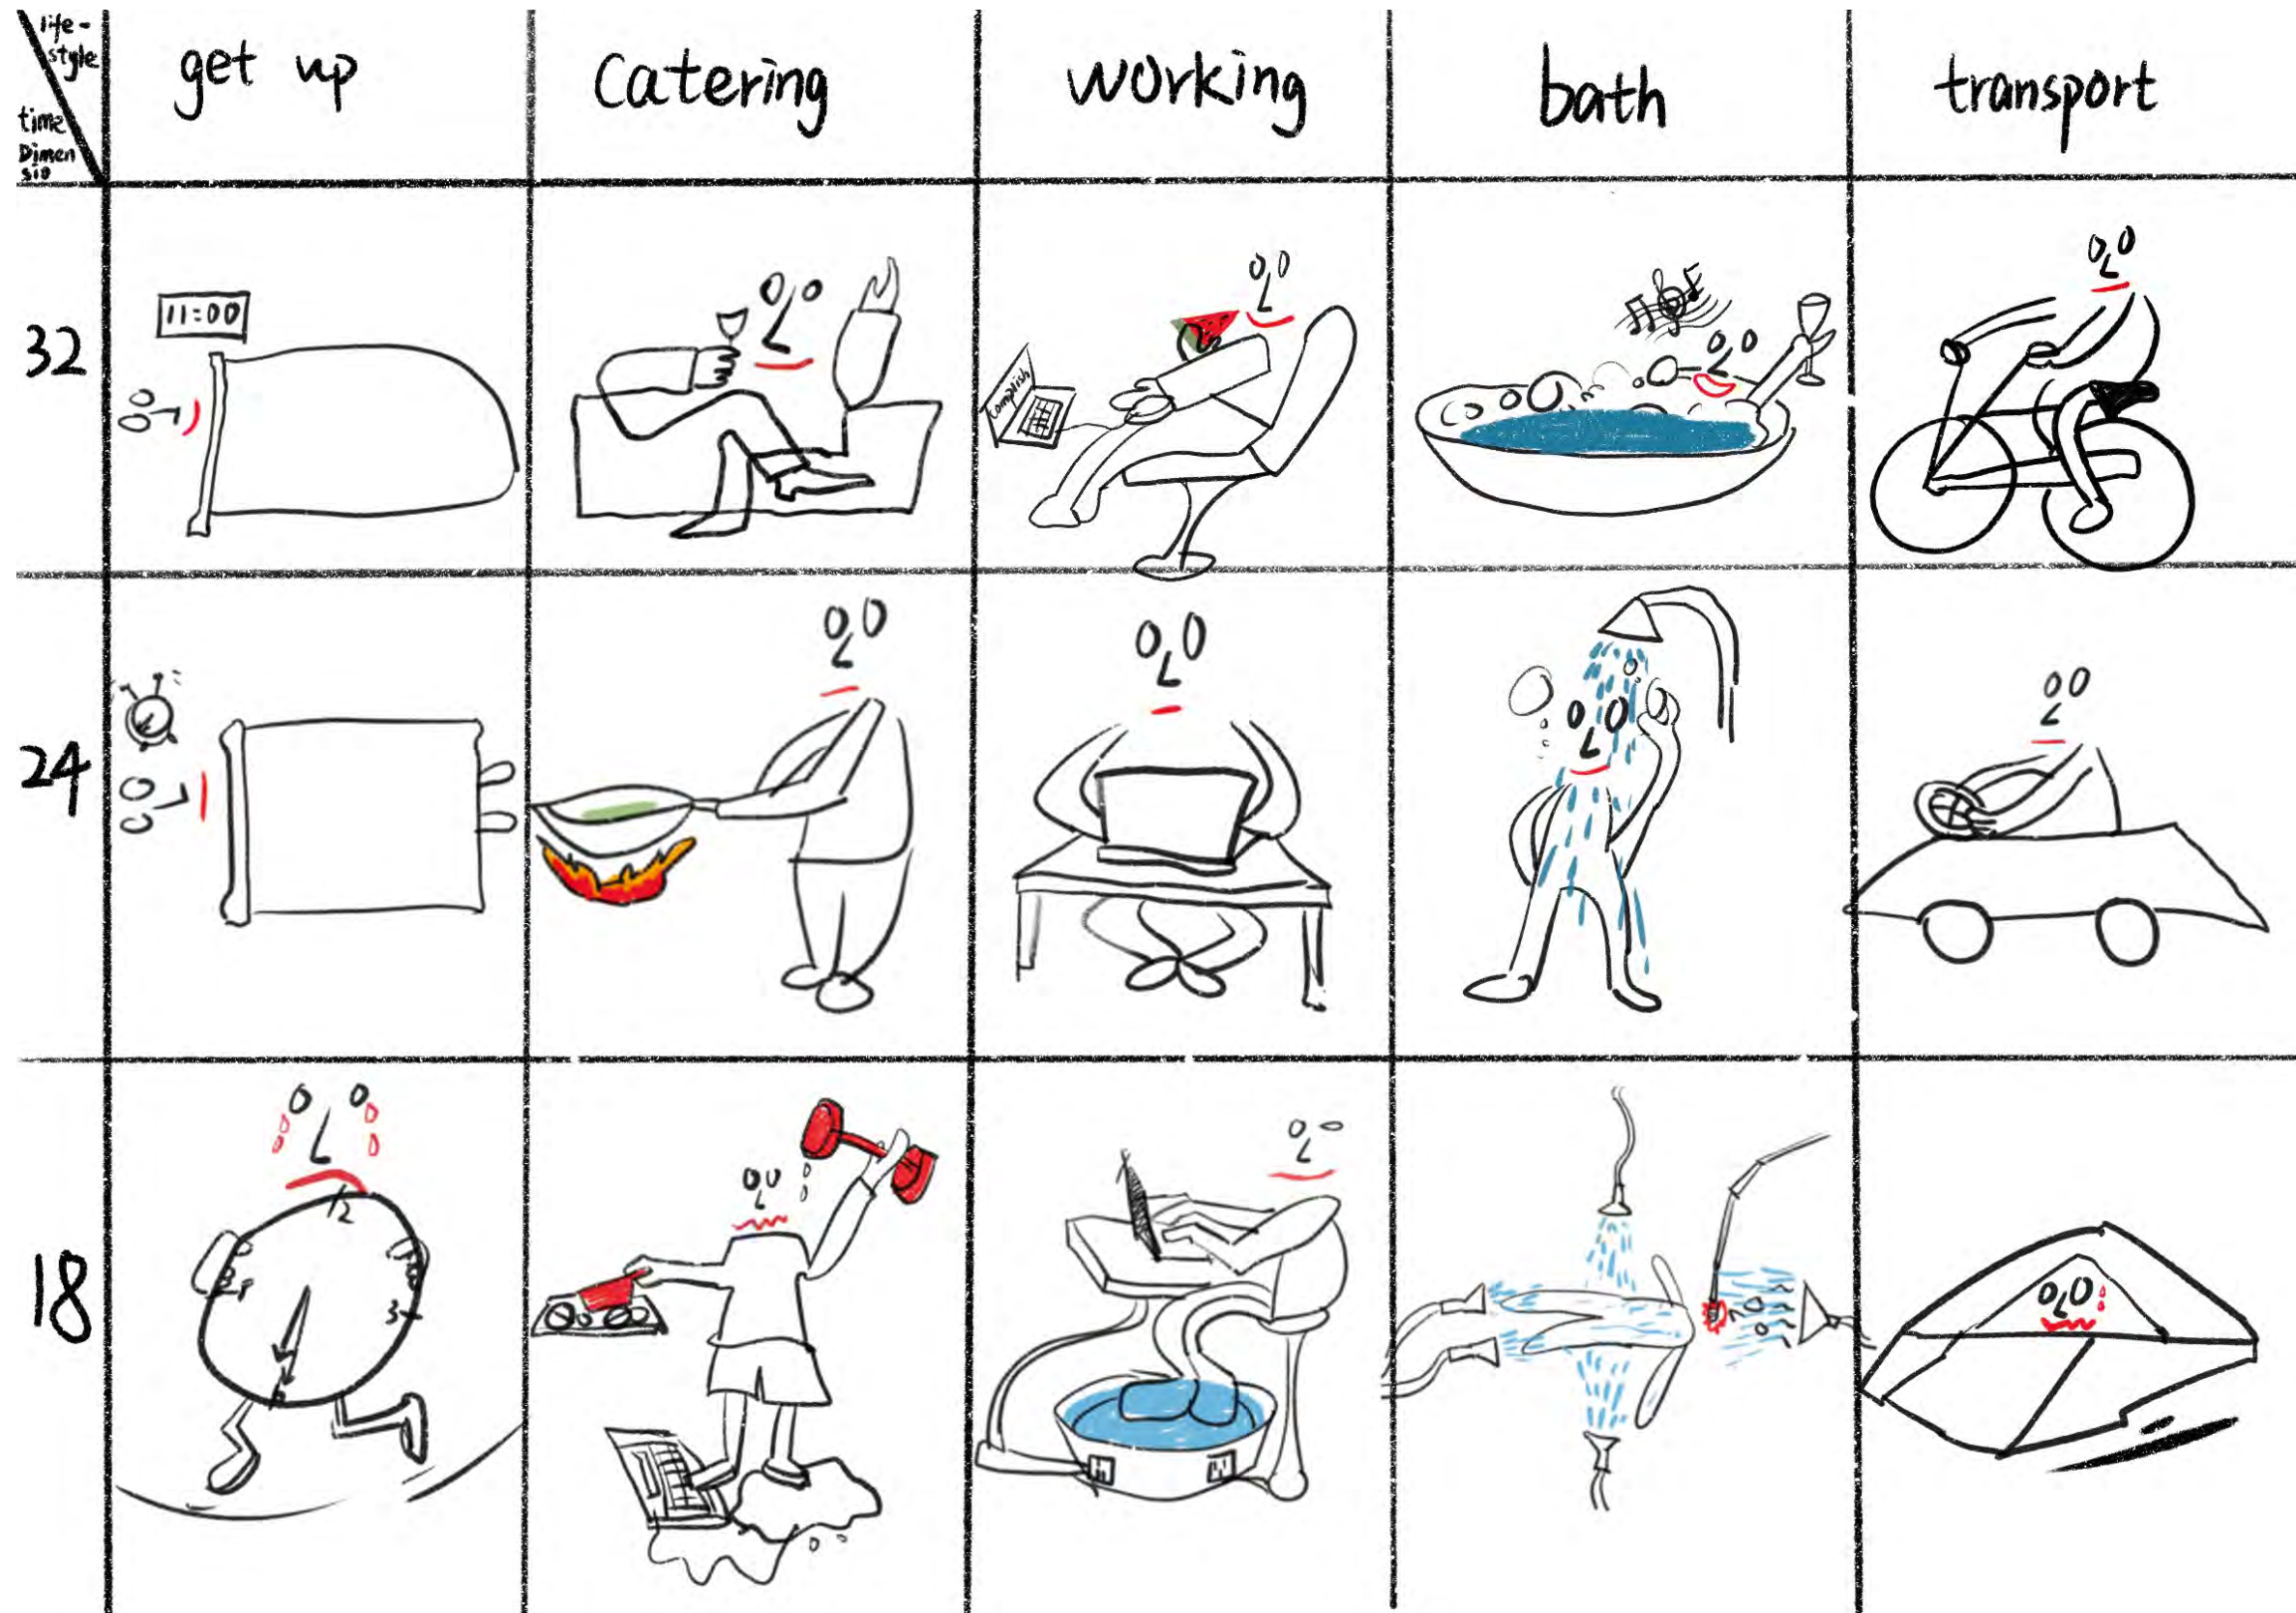 life-
style
time
Dimen
sio
get up
Catering
working
bath
transport
32
11:00
complish
24
18
12
3